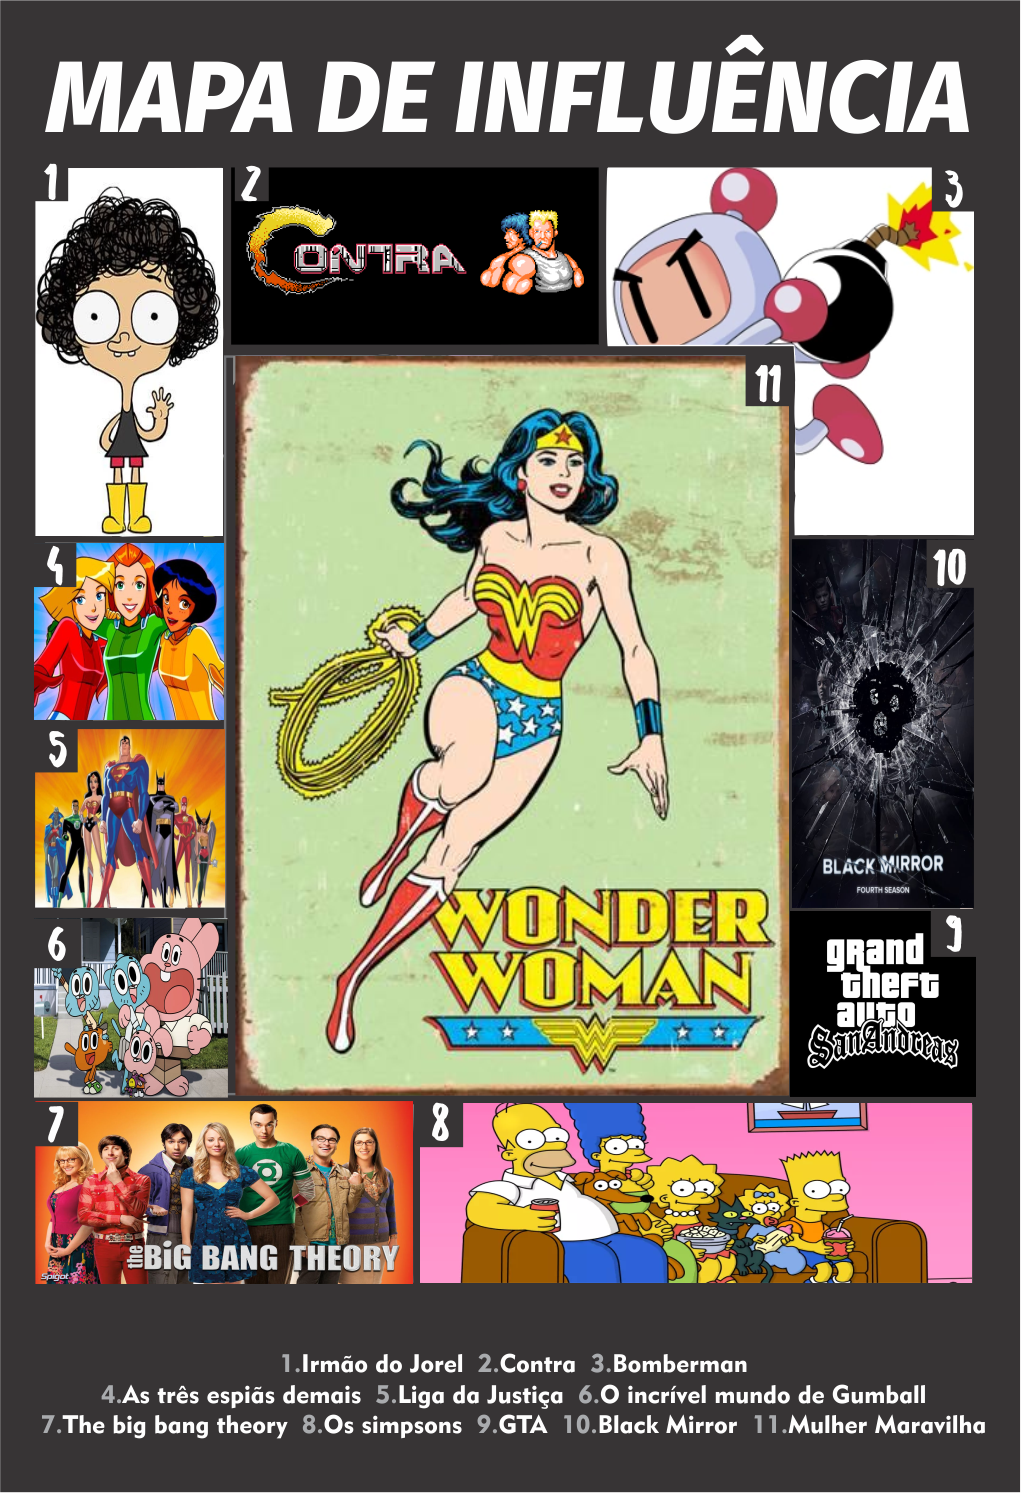 MAPA DE INFLUÊNCIA
1
2
3
CONTRA
11
4
10
5
BLACK MIRROR
FOURTH SEASON
WONDER
WOMAN
6
9
grand
theft
auto
San Andreas
7
8
the BiG BANG THEORY
Spigot
1.Irmão do Jorel 2.Contra 3.Bomberman
4.As três espiãs demais 5.Liga da Justiça 6.O incrível mundo de Gumball
7.The big bang theory 8.Os simpsons 9.GTA 10.Black Mirror 11.Mulher Maravilha